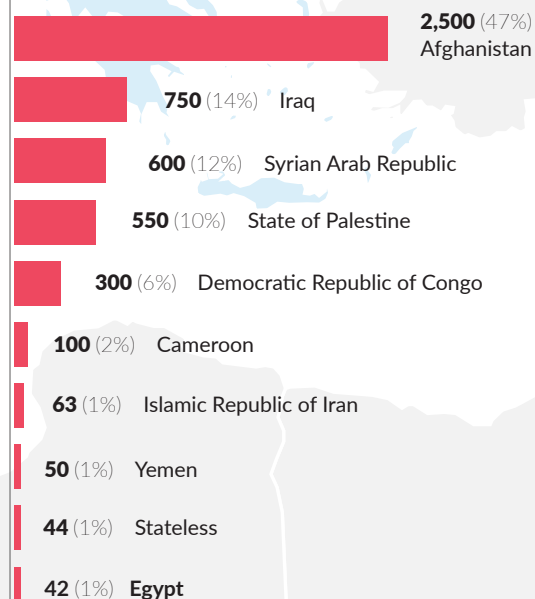 2,500 (47%)
Afghanistan
750 (14%) Iraq
600 (12%) Syrian Arab Republic
550 (10%) State of Palestine
300 (6%) Democratic Republic of Congo
100 (2%) Cameroon
63 (1%) Islamic Republic of Iran
50 (1%) Yemen
44 (1%) Stateless
42 (1%) Egypt